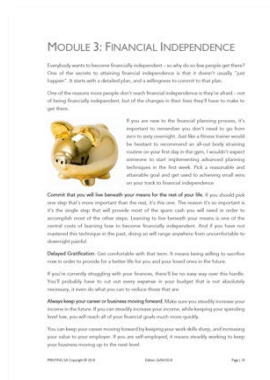 MODULE 3: FINANCIAL INDEPENDENCE
Everybody wants to become financially independent – so why do so few people get there?
One of the secrets to attaining financial independence is that it doesn't usually "just
happen". It starts with a detailed plan, and a willingness to commit to that plan.
One of the reasons more people don't reach financial independence is they're afraid – not
of being financially independent, but of the changes in their lives they'll have to make to
get there.
If you are new to the financial planning process, it's
important to remember you don't need to go from
zero to sixty overnight. Just like a fitness trainer would
be hesitant to recommend an all-out body straining
routine on your first day in the gym, I wouldn't expect
someone to start implementing advanced planning
techniques in the first week. Pick a reasonable and
attainable goal and get used to achieving small wins
on your track to financial independence
Commit that you will live beneath your means for the rest of your life. If you should pick
one step that's more important than the rest, it's this one. The reason it's so important is
it's the single step that will provide most of the spare cash you will need in order to
accomplish most of the other steps. Learning to live beneath your means is one of the
central costs of learning how to become financially independent. And if you have not
mastered this technique in the past, doing so will range anywhere from uncomfortable to
downright painful.
Delayed Gratification: Get comfortable with that term. It means being willing to sacrifice
now in order to provide for a better life for you and your loved ones in the future.
If you're currently struggling with your finances, there'll be no easy way over this hurdle.
You'll probably have to cut out every expense in your budget that is not absolutely
necessary, it even do what you can to reduce those that are.
Always keep your career or business moving forward. Make sure you steadily increase your
income in the future. If you can steadily increase your income, while keeping your spending
level low, you will reach all of your financial goals much more quickly.
You can keep your career moving forward by keeping your work skills sharp, and increasing
your value to your employer. If you are self-employed, it means steadily working to keep
your business moving up to the next level.
Copyright © 2018
Edition
Page | 11